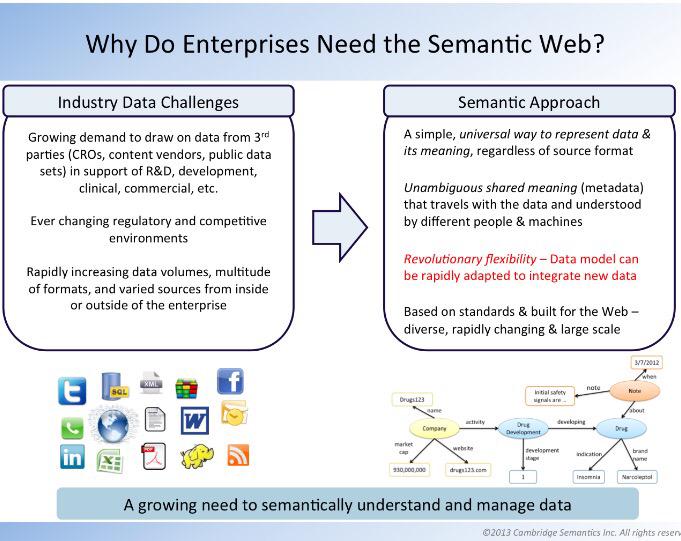 Why Do Enterprises Need the Semantic Web?
Industry Data Challenges
Growing demand to draw on data from 3rd
parties (CROs, content vendors, public data
sets) in support of R&D, development,
clinical, commercial, etc.
Ever changing regulatory and competitive
environments
Rapidly increasing data volumes, multitude
of formats, and varied sources from inside
or outside of the enterprise
Semantic Approach
A simple, universal way to represent data &
its meaning, regardless of source format
Unambiguous shared meaning (metadata)
that travels with the data and understood
by different people & machines
Revolutionary flexibility – Data model can
be rapidly adapted to integrate new data
Based on standards & built for the Web –
diverse, rapidly changing & large scale
SQL
XML
W
PDF
in
3/7/2012
when
Initial safety
signals are ..
note
Note
about
Drugs123
name
Company
activity
Drug
Development
developing
Drug
market
cap
website
development
stage
indication
brand
name
930,000,000
drugs123.com
1
Insomnia
Narcoleptol
A growing need to semantically understand and manage data
©2013 Cambridge Semantics Inc. All rights reserv